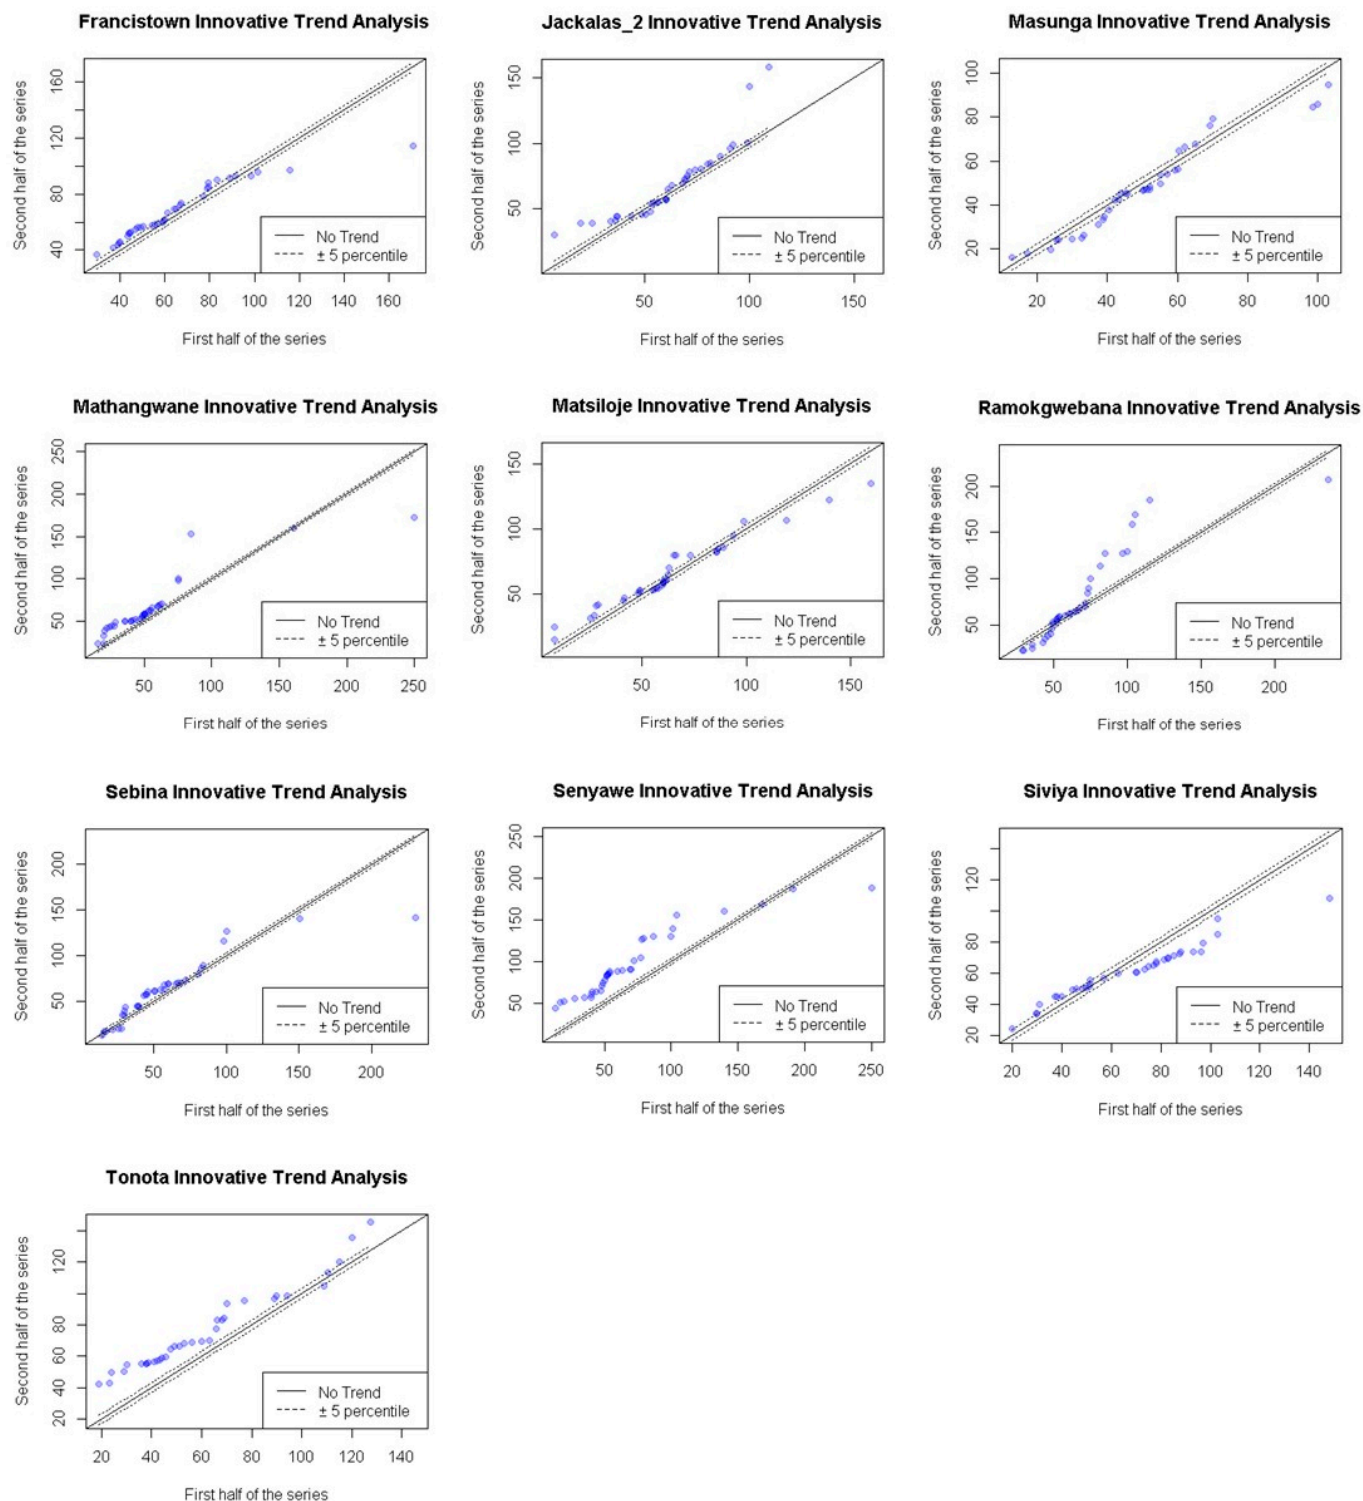 Francistown Innovative Trend Analysis
Second half of the series
160
120
80
40
No Trend
± 5 percentile
40 60 80 100 120 140 160
First half of the series
Jackalas_2 Innovative Trend Analysis
Second half of the series
150
100
50
No Trend
± 5 percentile
50 100 150
First half of the series
Masunga Innovative Trend Analysis
Second half of the series
100
80
60
40
20
No Trend
± 5 percentile
20 40 60 80 100
First half of the series
Mathangwane Innovative Trend Analysis
Second half of the series
250
200
150
100
50
No Trend
± 5 percentile
50 100 150 200 250
First half of the series
Matsiloje Innovative Trend Analysis
Second half of the series
150
100
50
No Trend
± 5 percentile
50 100 150
First half of the series
Ramokgwebana Innovative Trend Analysis
Second half of the series
200
150
100
50
No Trend
± 5 percentile
50 100 200
First half of the series
Sebina Innovative Trend Analysis
Second half of the series
200
150
100
50
No Trend
± 5 percentile
50 100 200
First half of the series
Senyawe Innovative Trend Analysis
Second half of the series
250
200
150
100
50
No Trend
± 5 percentile
50 100 150 200 250
First half of the series
Siviya Innovative Trend Analysis
Second half of the series
120
80
60
40
20
No Trend
± 5 percentile
20 40 60 80 100 120 140
First half of the series
Tonota Innovative Trend Analysis
Second half of the series
120
80
60
40
20
No Trend
± 5 percentile
20 40 60 80 100 120 140
First half of the series